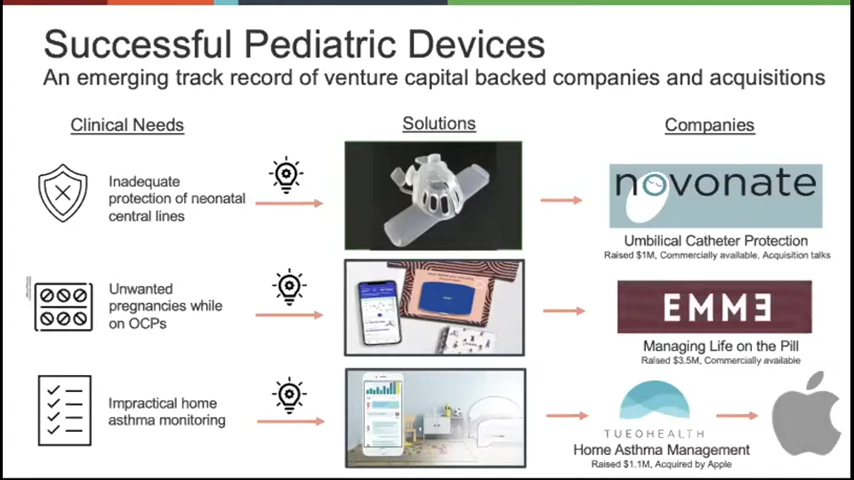 Successful Pediatric Devices
An emerging track record of venture capital backed companies and acquisitions
Clinical Needs
Solutions
Companies
Inadequate
protection of neonatal
central lines
novonate
Umbilical Catheter Protection
Raised $1M, Commercially available, Acquisition talks
Unwanted
pregnancies while
on OCPs
EMME
Managing Life on the Pill
Raised $3.5M, Commercially available
Impractical home
asthma monitoring
TUEOHEALTH
Home Asthma Management
Raised $1.1M, Acquired by Apple